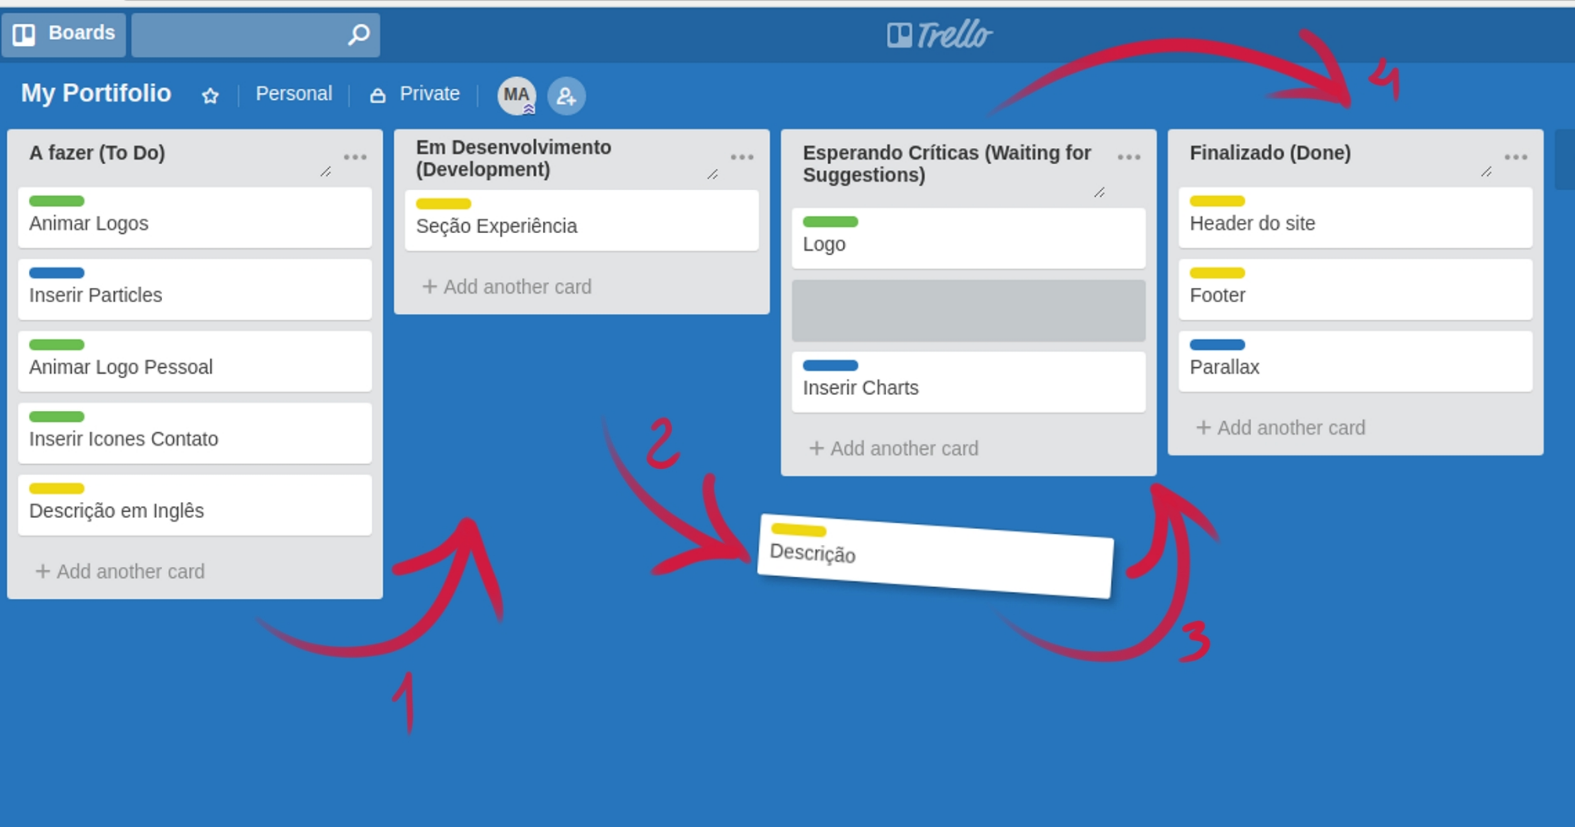 Boards
Trello
My Portifolio
Personal
Private
MA
A fazer (To Do)
Animar Logos
Inserir Particles
Animar Logo Pessoal
Inserir Icones Contato
Descrição em Inglês
+ Add another card
Em Desenvolvimento
(Development)
Seção Experiência
+ Add another card
Esperando Críticas (Waiting for
Suggestions)
Logo
Inserir Charts
+ Add another card
Finalizado (Done)
Header do site
Footer
Parallax
+ Add another card
Descrição
1
2
3
4